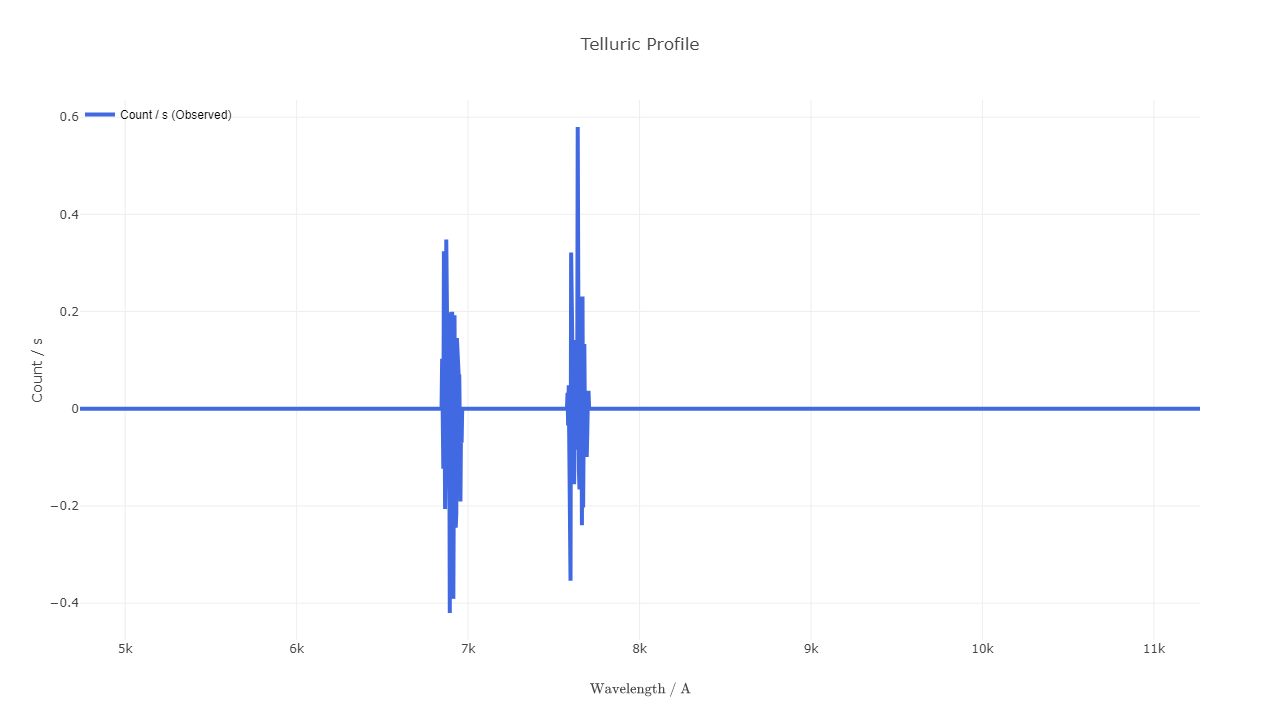 Telluric Profile
Count / s (Observed)
0.6
0.4
0.2
0
−0.2
−0.4
Count / s
5k 6k 7k 8k 9k 10k 11k
Wavelength / A